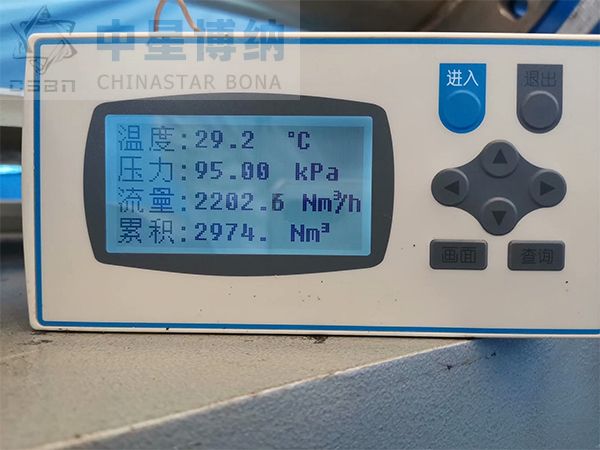 中星博纳
CSBN
CHINASTAR BONA
进入
退出
温度:29.2 °C
压力:95.00 kPa
流量:2202.6 Nm³/h
累积:2974. Nm³
画面
查询